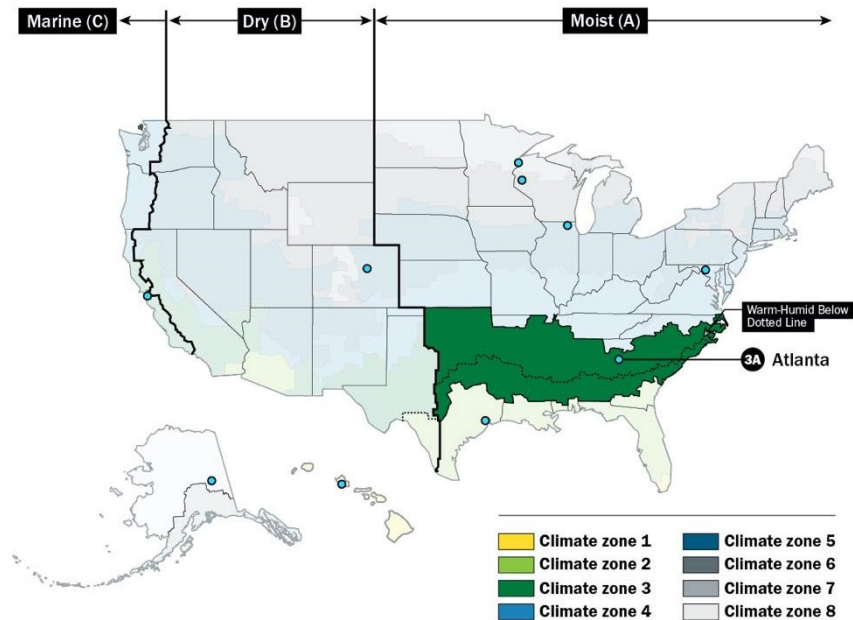 Marine (C)
Dry (B)
Moist (A)
Warm-Humid Below
Dotted Line
3A Atlanta
Climate zone 1
Climate zone 2
Climate zone 3
Climate zone 4
Climate zone 5
Climate zone 6
Climate zone 7
Climate zone 8